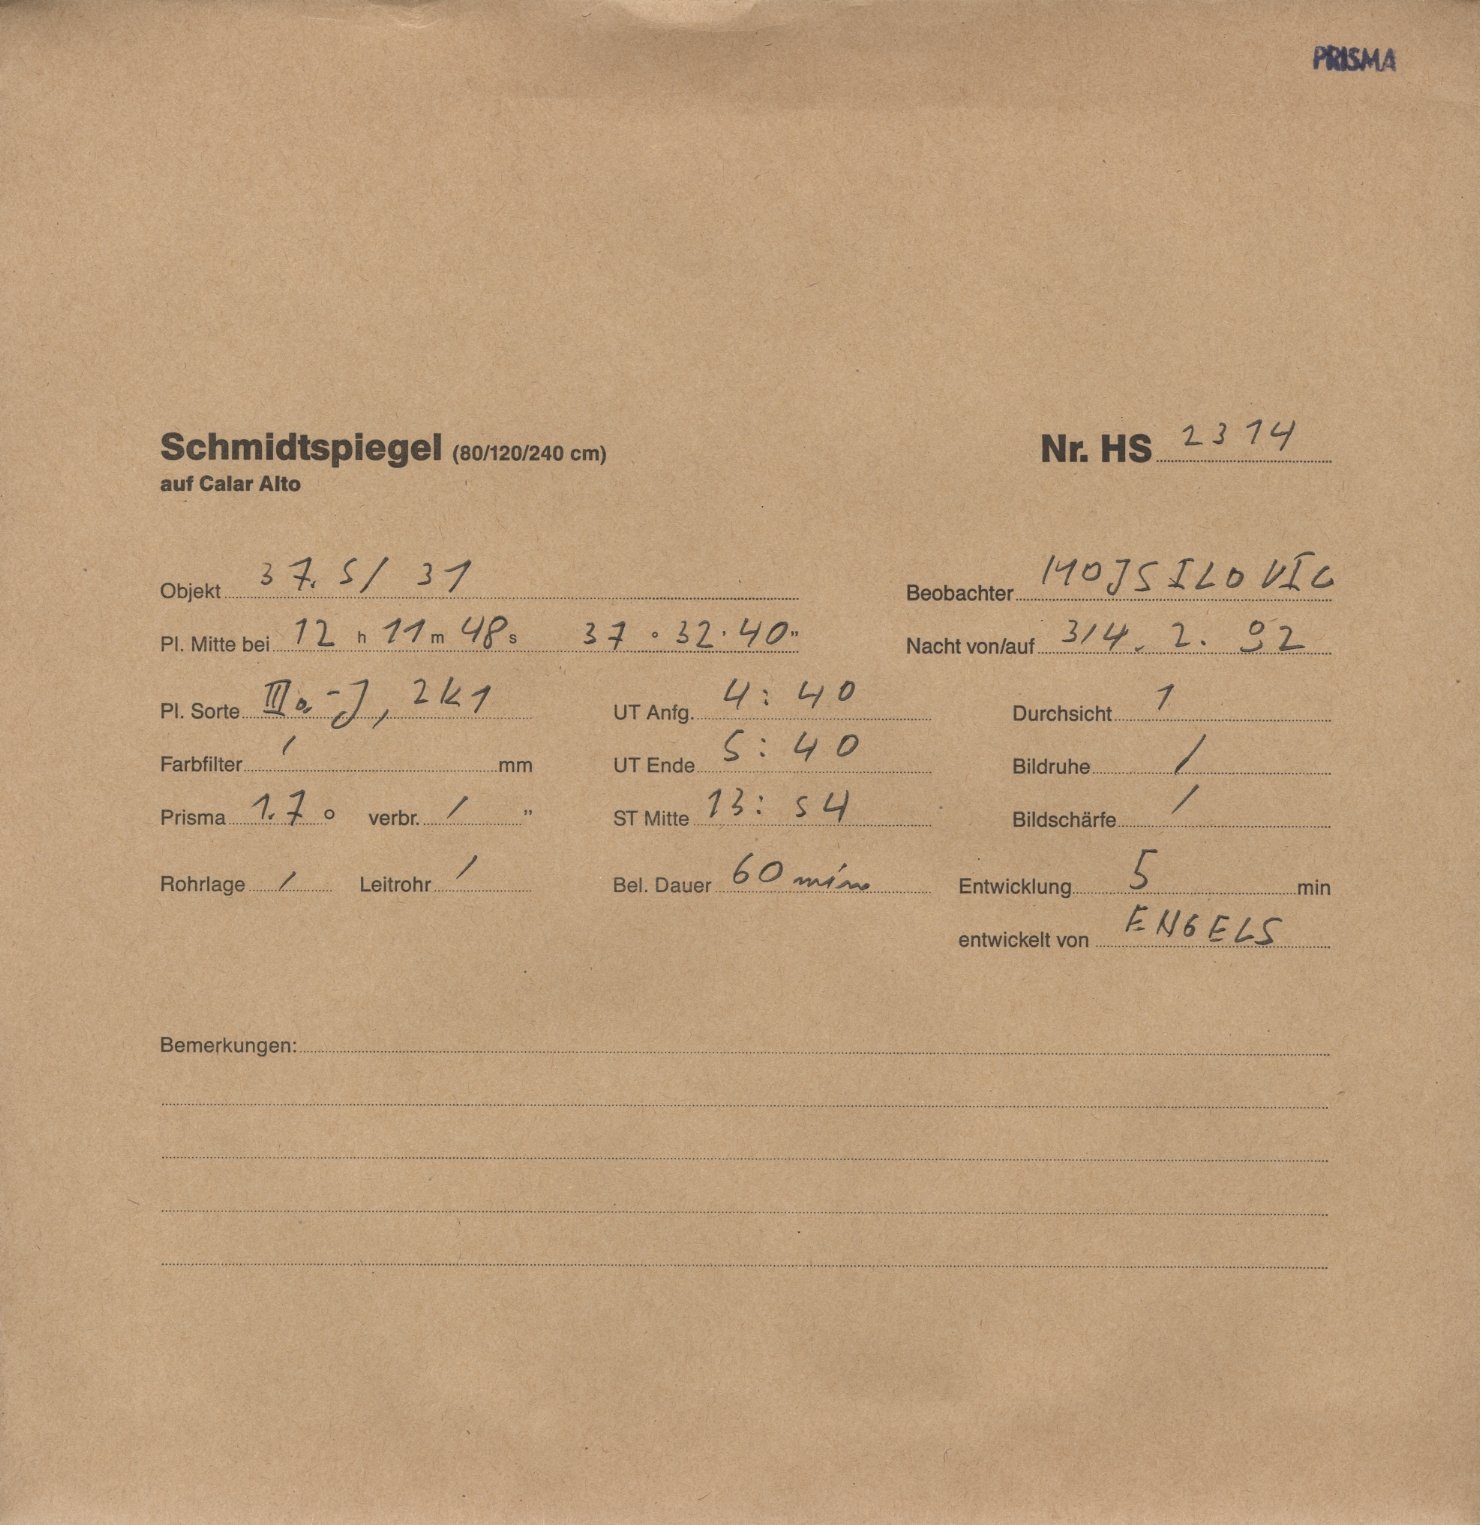 PRISMA
Schmidtspiegel (80/120/240 cm) Nr. HS 2314
auf Calar Alto
Objekt 37.5/ 31 Beobachter MOJSILOVIC
Pl. Mitte bei 12 h 11 m 48 s 37 ° 32 ' 40 " Nacht von/auf 3/4. 2. 92
Pl. Sorte IIIa-J, 2K1 UT Anfg. 4: 40 Durchsicht 1
Farbfilter / mm UT Ende 5: 40 Bildruhe /
Prisma 1.7 ° verbr. / " ST Mitte 13: 54 Bildschärfe /
Rohrlage / Leitrohr / Bel. Dauer 60 min Entwicklung 5 min
entwickelt von ENGELS
Bemerkungen: